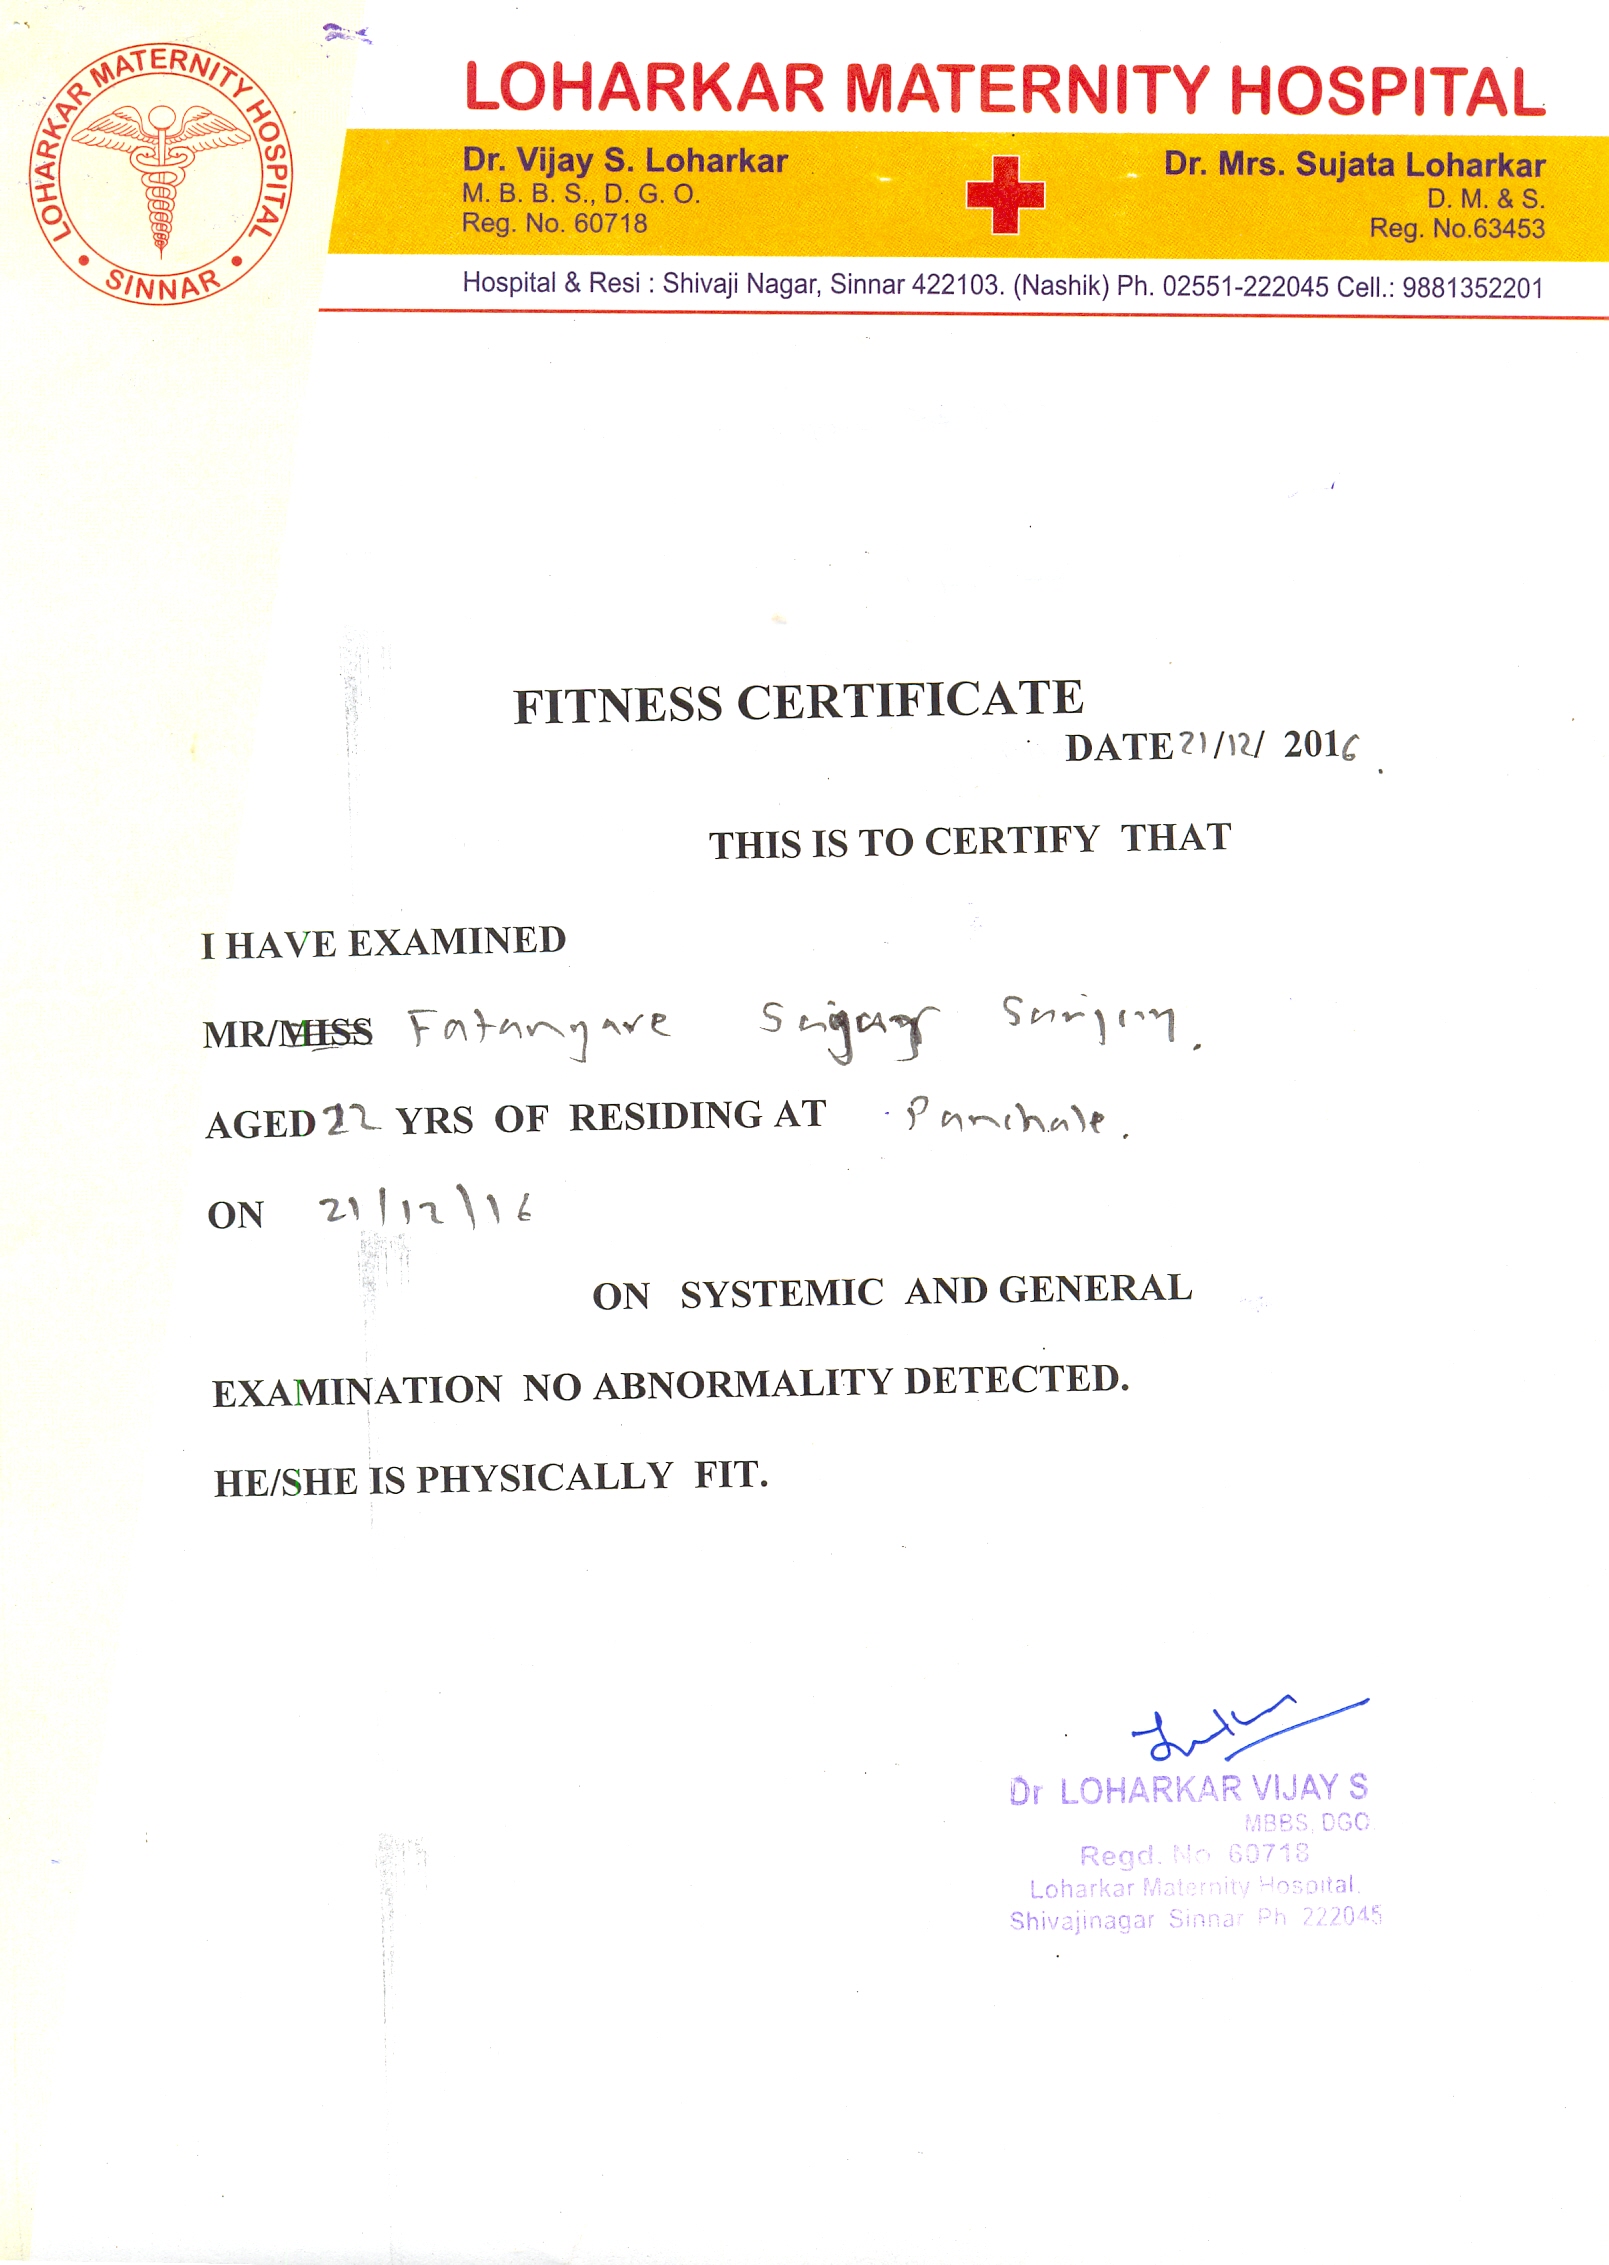 LOHARKAR MATERNITY HOSPITAL
SINNAR
LOHARKAR MATERNITY HOSPITAL
Dr. Vijay S. Loharkar
M. B. B. S., D. G. O.
Reg. No. 60718
Dr. Mrs. Sujata Loharkar
D. M. & S.
Reg. No.63453
Hospital & Resi : Shivaji Nagar, Sinnar 422103. (Nashik) Ph. 02551-222045 Cell.: 9881352201
FITNESS CERTIFICATE
DATE 21/12/ 2016
THIS IS TO CERTIFY THAT
I HAVE EXAMINED
MR/MISS Fatangare Sagar
AGED 22 YRS OF RESIDING AT Panchale.
ON 21/12/16
ON SYSTEMIC AND GENERAL
EXAMINATION NO ABNORMALITY DETECTED.
HE/SHE IS PHYSICALLY FIT.
Dr LOHARKAR VIJAY S
MBBS, DGO
Regd. No 60718
Loharkar Maternity Hospital.
Shivajinagar Sinnar Ph 222045